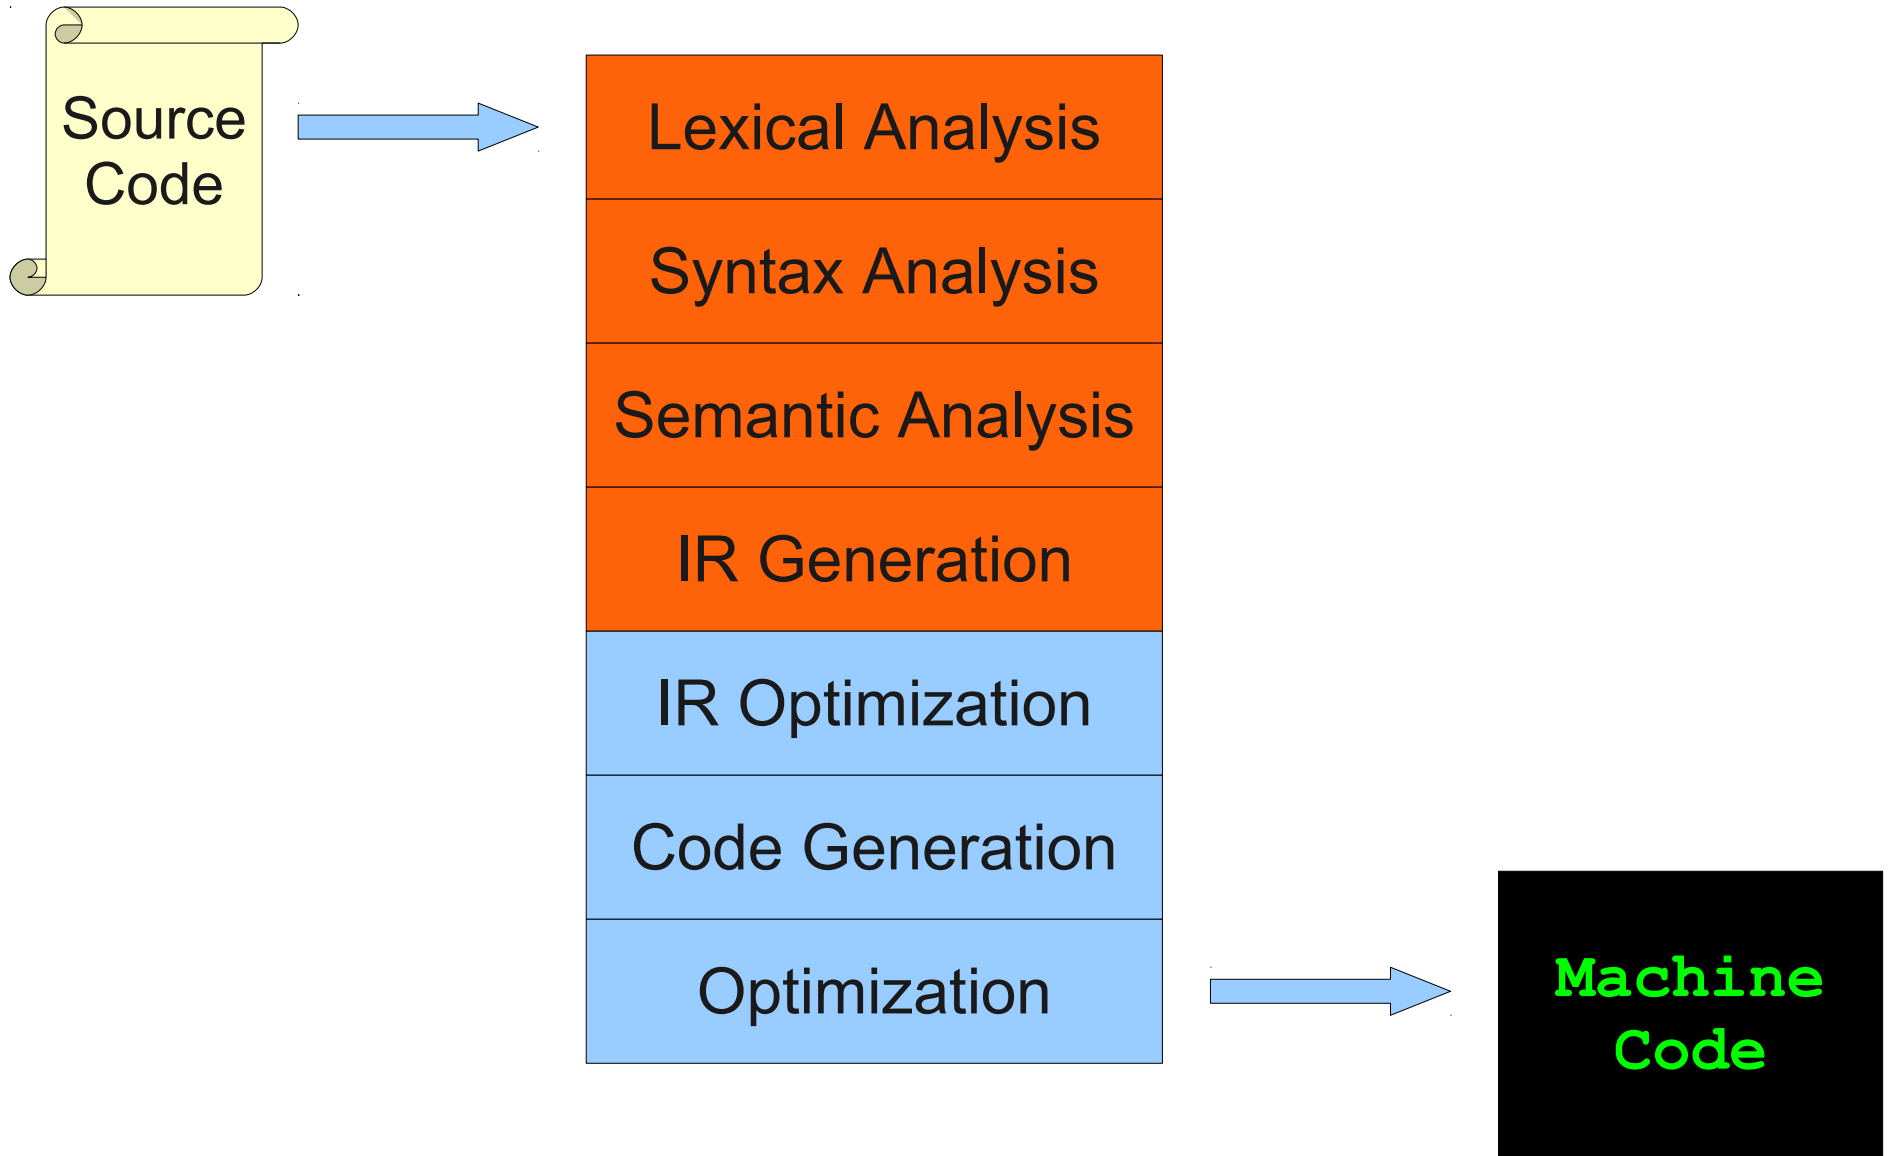 Source
Code
Lexical Analysis
Syntax Analysis
Semantic Analysis
IR Generation
IR Optimization
Code Generation
Optimization
Machine
Code